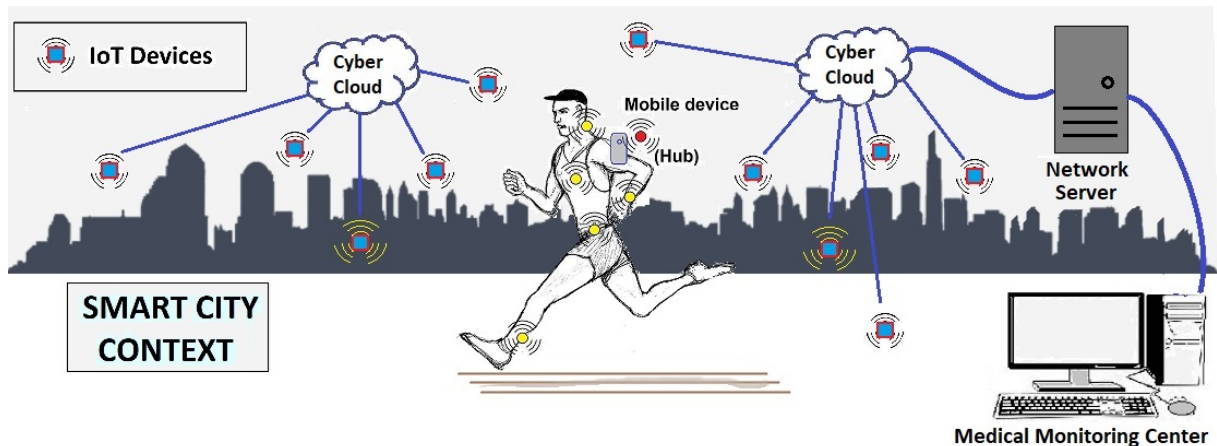 IoT Devices
Cyber
Cloud
Mobile device
(Hub)
Cyber
Cloud
Network
Server
SMART CITY
CONTEXT
Medical Monitoring Center